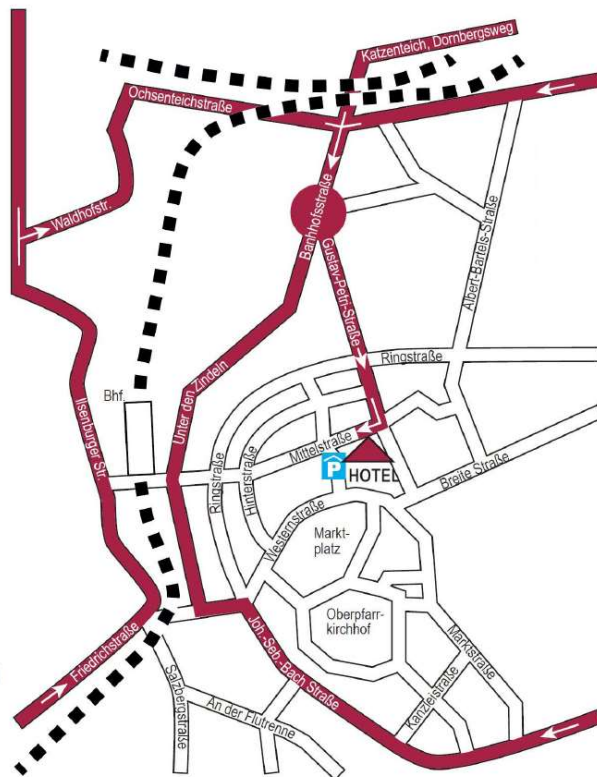 Katzenteich, Dornbergsweg
Ochsenteichstraße
Waldhofstr.
Banhhofsstraße
Gustav-Petri-Straße
Albert-Bartels-Straße
Ringstraße
Unter den Zindeln
Bhf.
Ilsenburger Str.
Mittelstraße
P
HOTEL
Breite Straße
Ringstraße
Hinterstraße
Westernstraße
Markt-
platz
Oberpfarr-
kirchhof
Marktstraße
Kanzleistraße
Joh.-Seb.-Bach Straße
Friedrichstraße
Salzbergstraße
An der Flutrenne